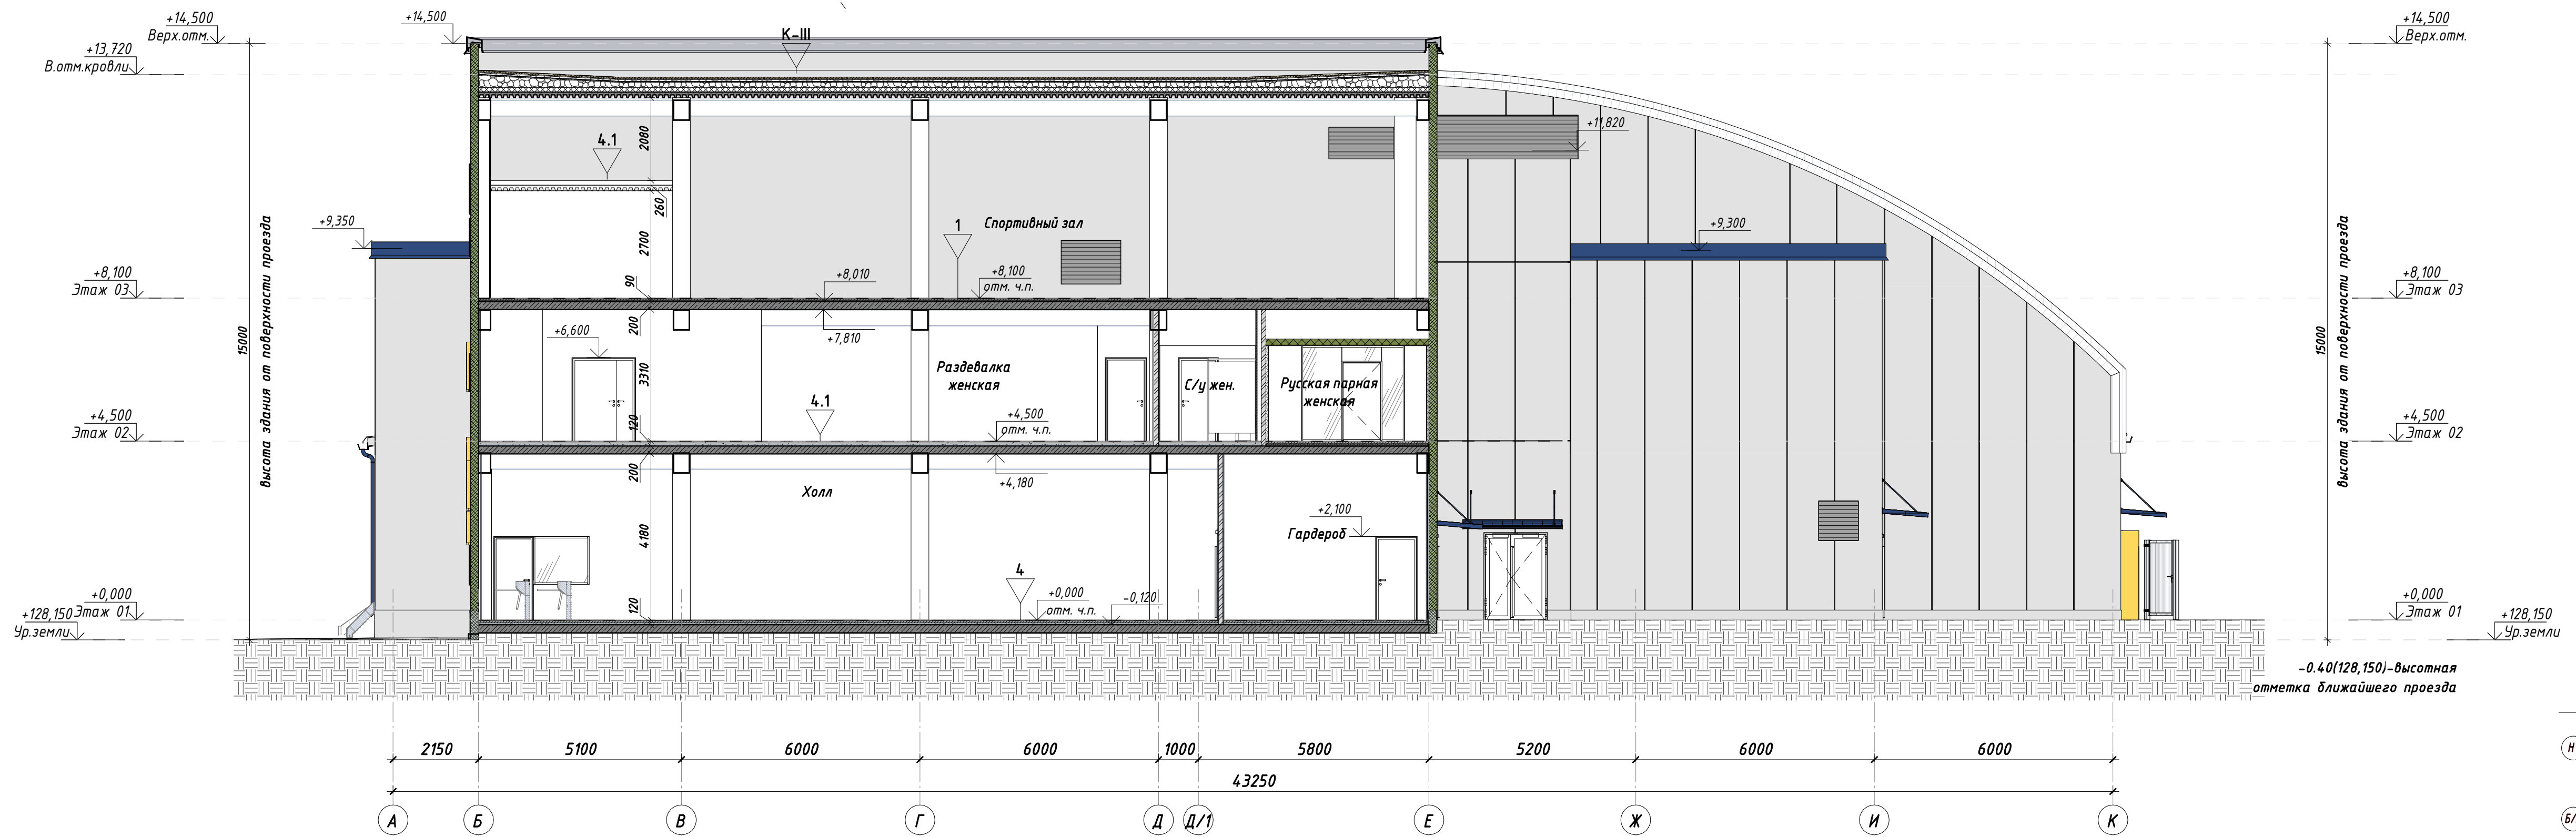 +14,500
Верх.отм.
+14,500
К-III
+14,500
Верх.отм.
+13,720
В.отм.кровли
2080
4.1
+11,820
260
+9,350
Спортивный зал
1
+9,300
2700
+8,100
Этаж 03
90
+8,010
+8,100
отм. ч.п.
+8,100
Этаж 03
200
+6,600
+7,810
15000
высота здания от поверхности проезда
15000
высота здания от поверхности проезда
3310
Раздевалка
женская
С/у жен.
Русская парная
женская
4.1
120
+4,500
отм. ч.п.
+4,500
Этаж 02
+4,500
Этаж 02
200
+4,180
Холл
+2,100
Гардероб
4180
4
120
+0,000
отм. ч.п.
-0,120
+0,000
Этаж 01
+128,150
Ур.земли
+0,000
Этаж 01
+128,150
Ур.земли
-0.40(128,150)-высотная
отметка ближайшего проезда
2150 5100 6000 6000 1000 5800 5200 6000 6000
43250
А Б В Г Д Д/1 Е Ж И К
Н
Б/